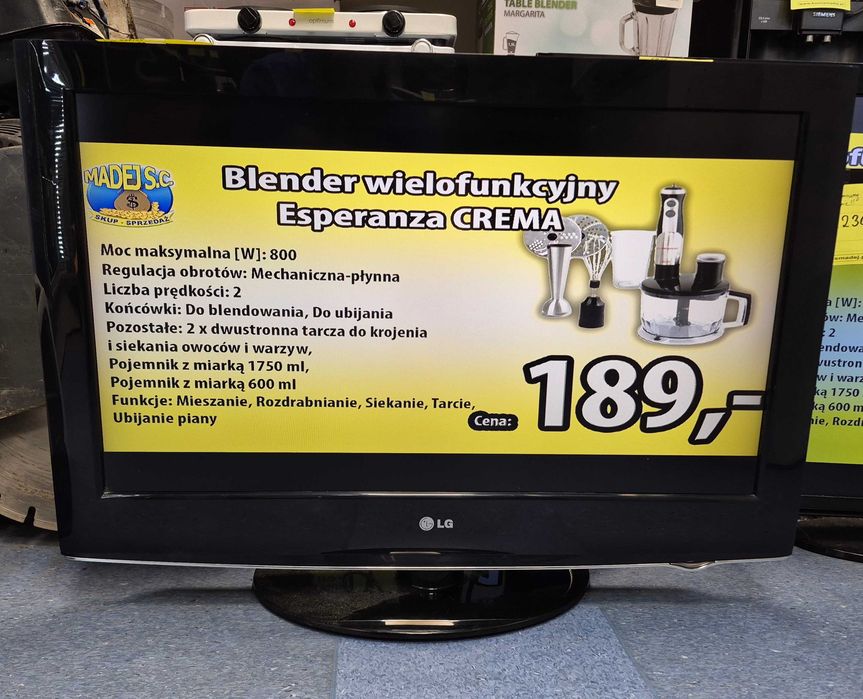 optimum
TABLE BLENDER
MARGARITA
SIEMENS
MADEJ S.C.
SKUP - SPRZEDAŻ
Blender wielofunkcyjny
Esperanza CREMA
Moc maksymalna [W]: 800
Regulacja obrotów: Mechaniczna-płynna
Liczba prędkości: 2
Końcówki: Do blendowania, Do ubijania
Pozostałe: 2 x dwustronna tarcza do krojenia
i siekania owoców i warzyw,
Pojemnik z miarką 1750 ml,
Pojemnik z miarką 600 ml
Funkcje: Mieszanie, Rozdrabnianie, Siekanie, Tarcie,
Ubijanie piany
Cena: 189,-
LG